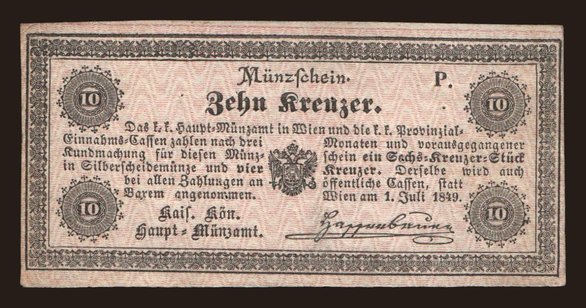 Münzschein. P.
10 10
Zehn Kreuzer.
Das k. k. Haupt-Münzamt in Wien und die k. k. Provinzial-
Einnahms-Cassen zahlen nach drei Monaten und vorausgegangener
Kundmachung für diesen Münz- schein ein Sechs-Kreuzer-Stück
in Silberscheidemünze und vier Kreuzer. Derselbe wird auch
bei allen Zahlungen an öffentliche Cassen, statt
Barem angenommen. Wien am 1. Juli 1849.
10 10
Kais. Kön.
Haupt-Münzamt.